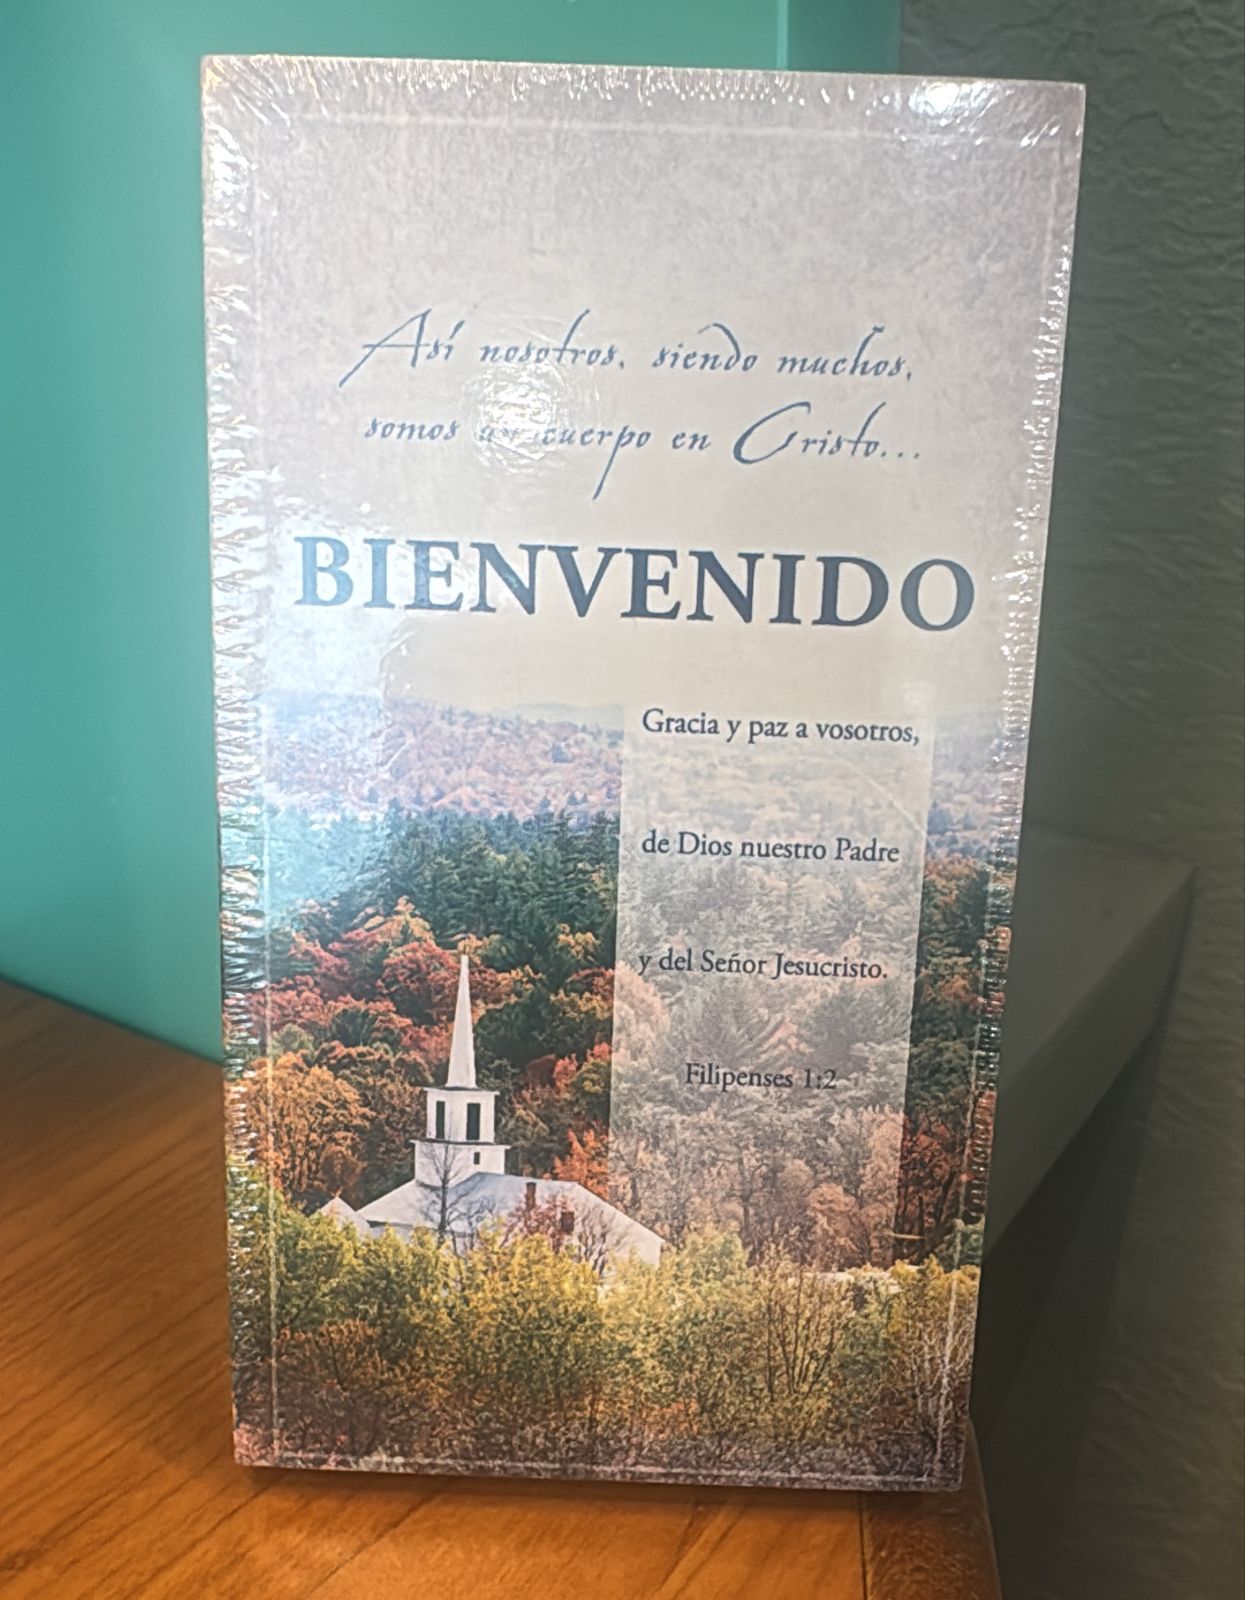 Así nosotros, siendo muchos,
somos un cuerpo en Cristo...
BIENVENIDO
Gracia y paz a vosotros,
de Dios nuestro Padre
y del Señor Jesucristo.
Filipenses 1:2